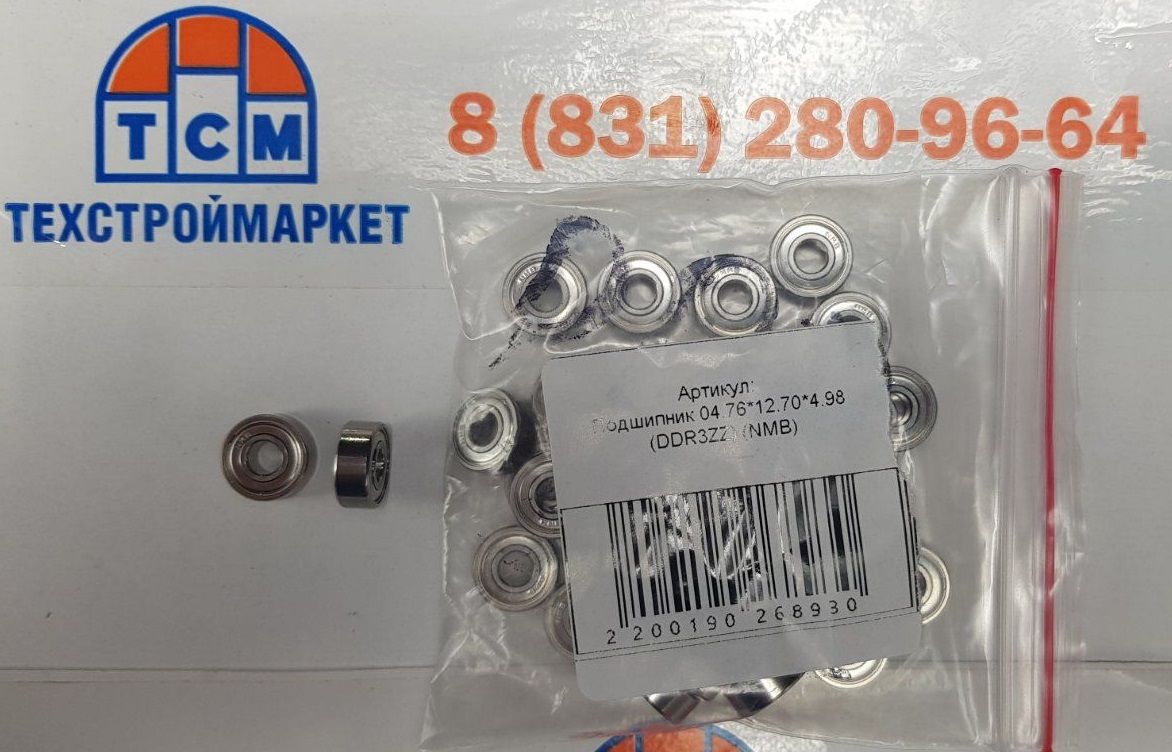 ТСМ
ТЕХСТРОЙМАРКЕТ
8 (831) 280-96-64
Артикул:
Подшипник 04.76*12.70*4.98
(DDR3ZZ) (NMB)
2 200190 268930